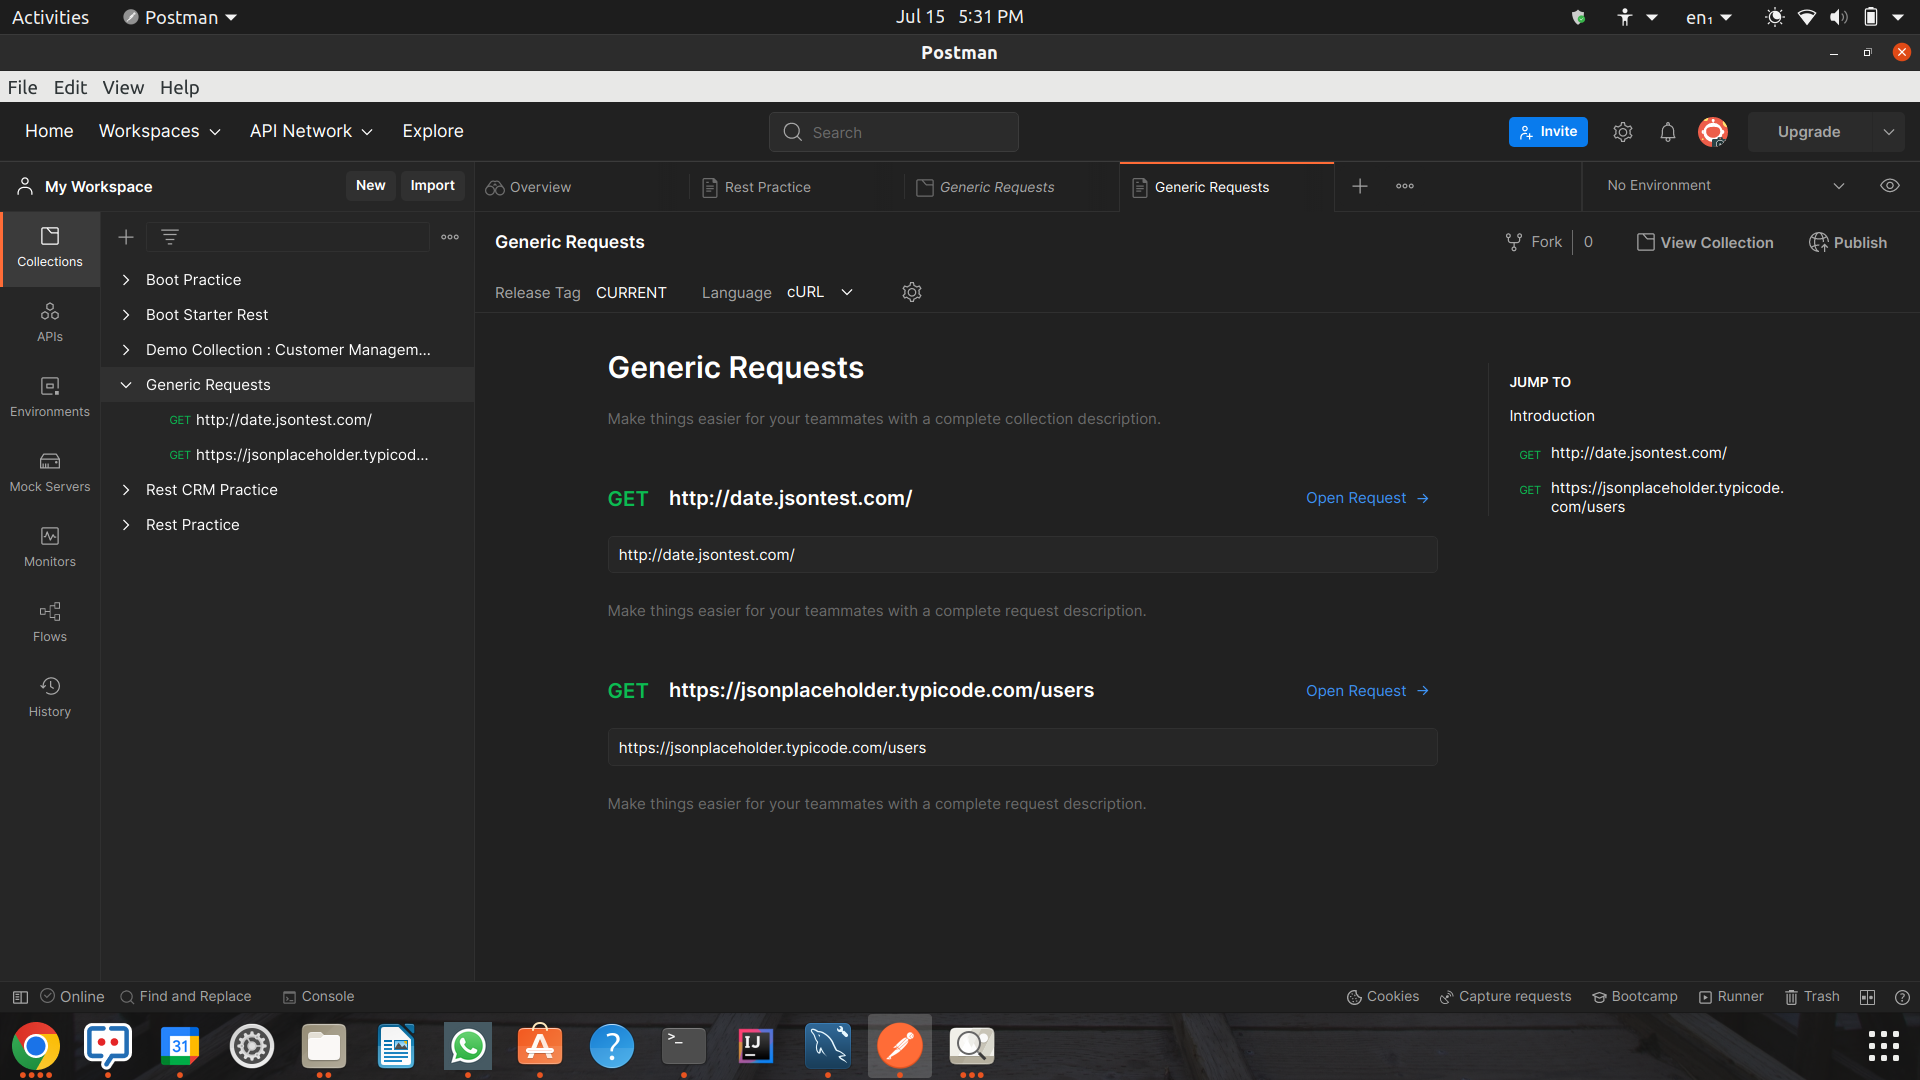 Activities
Postman
Jul 15 5:31 PM
en₁
Postman
File Edit View Help
Home Workspaces API Network Explore
Search
Invite
Upgrade
My Workspace
New Import
Overview
Rest Practice
Generic Requests
Generic Requests
No Environment
Collections
APIs
Environments
Mock Servers
Monitors
Flows
History
Boot Practice
Boot Starter Rest
Demo Collection : Customer Managem...
Generic Requests
GET http://date.jsontest.com/
GET https://jsonplaceholder.typicod...
Rest CRM Practice
Rest Practice
Generic Requests
Fork 0
View Collection
Publish
Release Tag CURRENT Language cURL
Generic Requests
Make things easier for your teammates with a complete collection description.
GET http://date.jsontest.com/
Open Request →
http://date.jsontest.com/
Make things easier for your teammates with a complete request description.
GET https://jsonplaceholder.typicode.com/users
Open Request →
https://jsonplaceholder.typicode.com/users
Make things easier for your teammates with a complete request description.
JUMP TO
Introduction
GET http://date.jsontest.com/
GET https://jsonplaceholder.typicode.
com/users
Online Find and Replace Console
Cookies Capture requests Bootcamp Runner Trash
31
>_
IJ